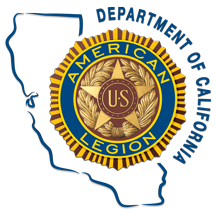 DEPARTMENT OF CALIFORNIA
AMERICAN
US
LEGION